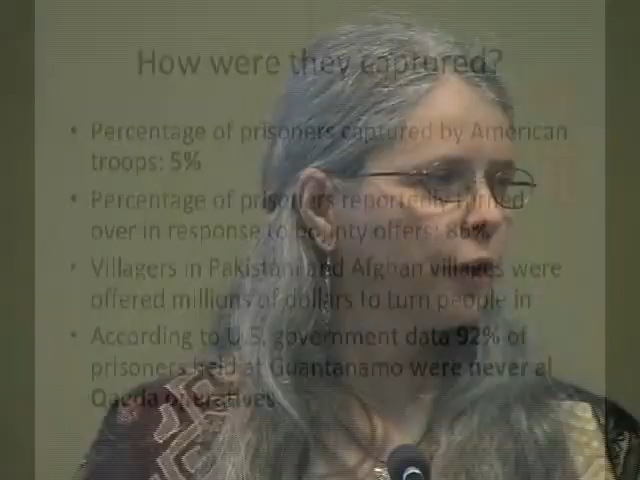 How were they captured?
• Percentage of prisoners captured by American
troops: 5%
• Percentage of prisoners reportedly turned
over in response to bounty offers: 86%
• Villagers in Pakistani and Afghan villages were
offered millions of dollars to turn people in
• According to U.S. government data 92% of
prisoners held at Guantanamo were never al
Qaeda operatives